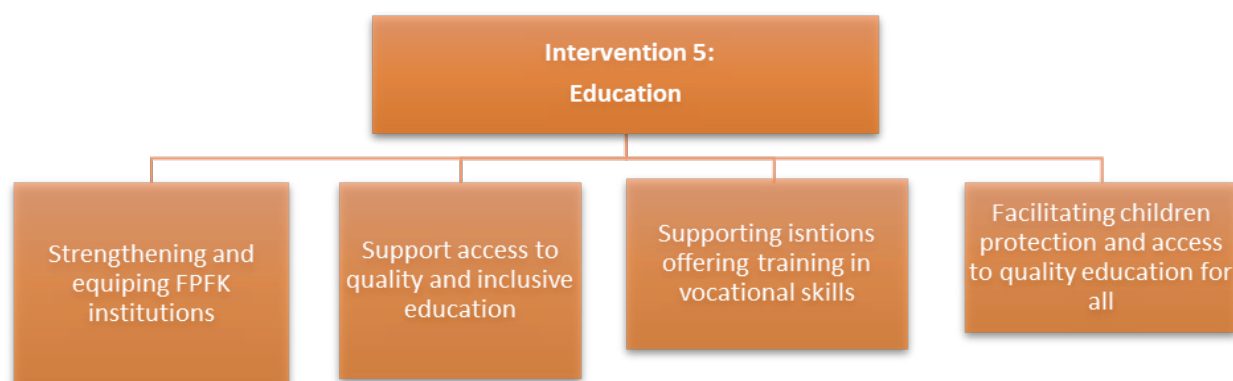 Intervention 5:
Education
Strengthening and
equiping FPFK
institutions
Support access to
quality and inclusive
education
Supporting isntions
offering training in
vocational skills
Facilitating children
protection and access
to quality education for
all